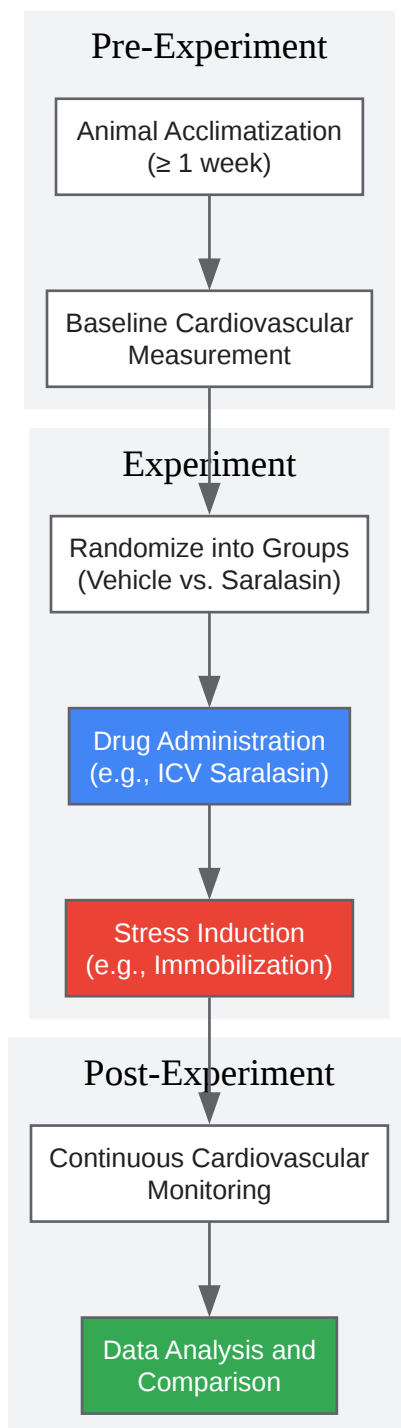 Pre-Experiment
Animal Acclimatization
(≥ 1 week)
Baseline Cardiovascular
Measurement
Experiment
Randomize into Groups
(Vehicle vs. Saralasin)
Drug Administration
(e.g., ICV Saralasin)
Stress Induction
(e.g., Immobilization)
Post-Experiment
Continuous Cardiovascular
Monitoring
Data Analysis and
Comparison